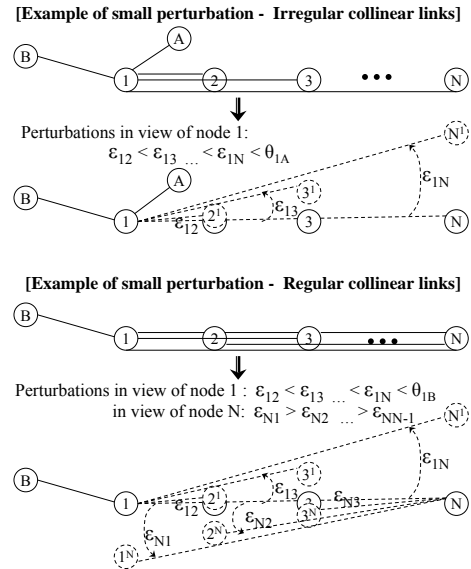 [Example of small perturbation - Irregular collinear links]
A
B
1 2 3 ••• N
Perturbations in view of node 1:
ε12 < ε13 ... < ε1N < θ1A
N¹
A
B
3¹
2¹
ε1N
ε12 ε13
1 3 N
[Example of small perturbation - Regular collinear links]
B
1 2 3 ••• N
Perturbations in view of node 1 : ε12 < ε13 ... < ε1N < θ1B
in view of node N: εN1 > εN2 ... > εNN-1
N¹
B
3¹
2¹
ε1N
ε12 ε13 εN3
1 3 N
2ᴺ 3ᴺ
εN1 εN2
1ᴺ